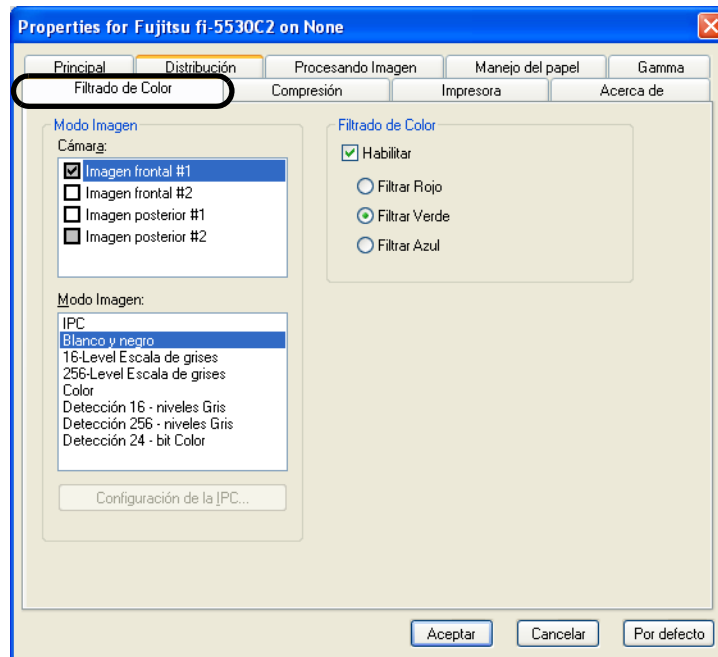 Properties for Fujitsu fi-5530C2 on None
Principal Distribución Procesando Imagen Manejo del papel Gamma
Filtrado de Color Compresión Impresora Acerca de
Modo Imagen
Cámara:
Imagen frontal #1
Imagen frontal #2
Imagen posterior #1
Imagen posterior #2
Modo Imagen:
IPC
Blanco y negro
16-Level Escala de grises
256-Level Escala de grises
Color
Detección 16 - niveles Gris
Detección 256 - niveles Gris
Detección 24 - bit Color
Configuración de la IPC...
Filtrado de Color
Habilitar
Filtrar Rojo
Filtrar Verde
Filtrar Azul
Aceptar Cancelar Por defecto